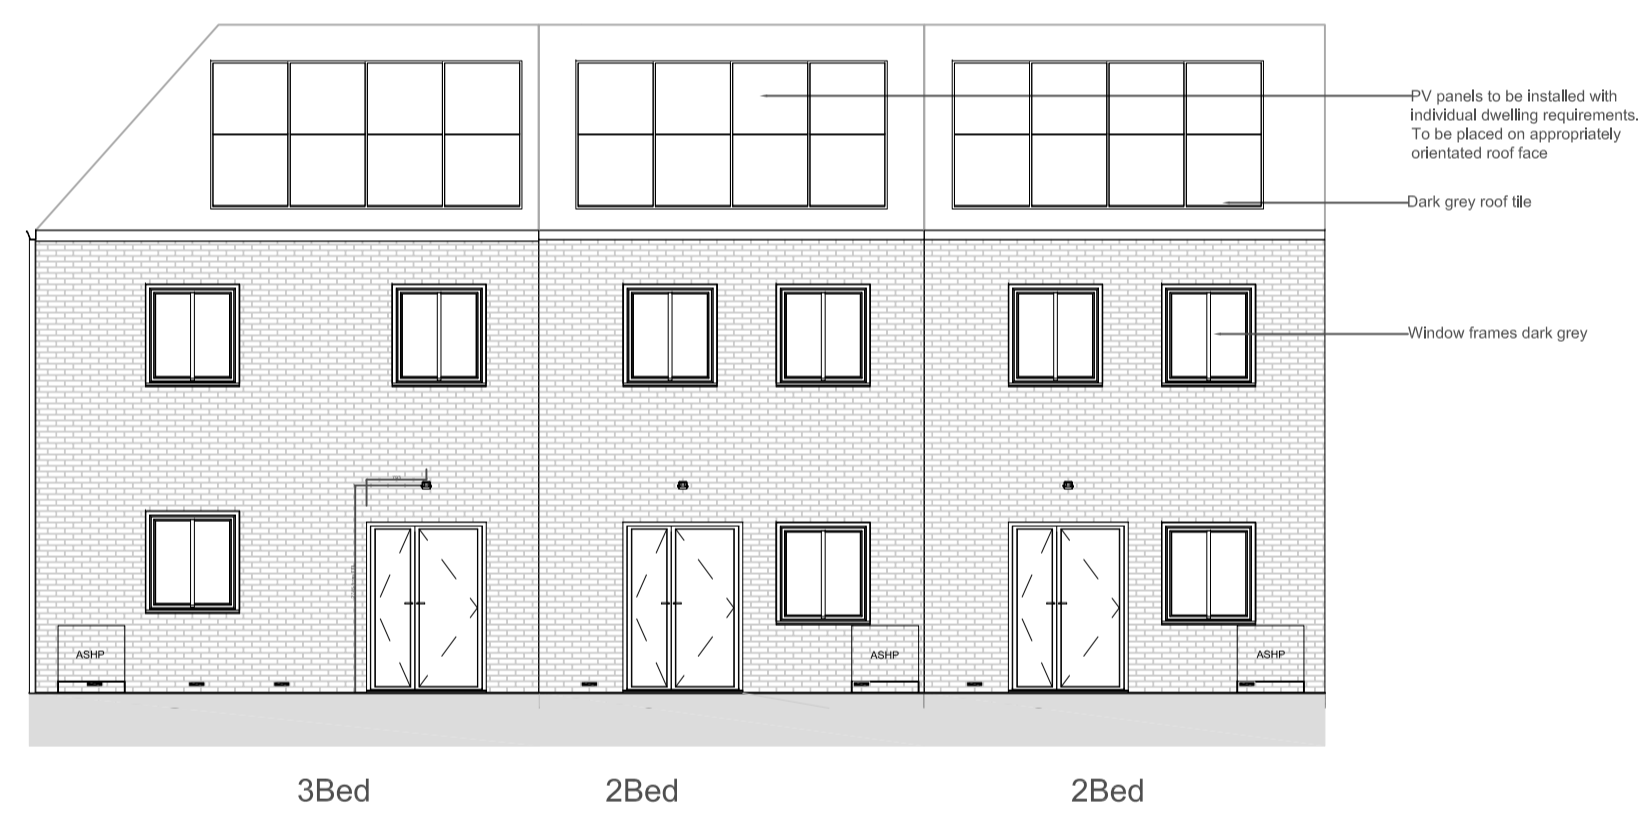 PV panels to be installed with
individual dwelling requirements.
To be placed on appropriately
orientated roof face
Dark grey roof tile
Window frames dark grey
ASHP
ASHP
ASHP
3Bed
2Bed
2Bed